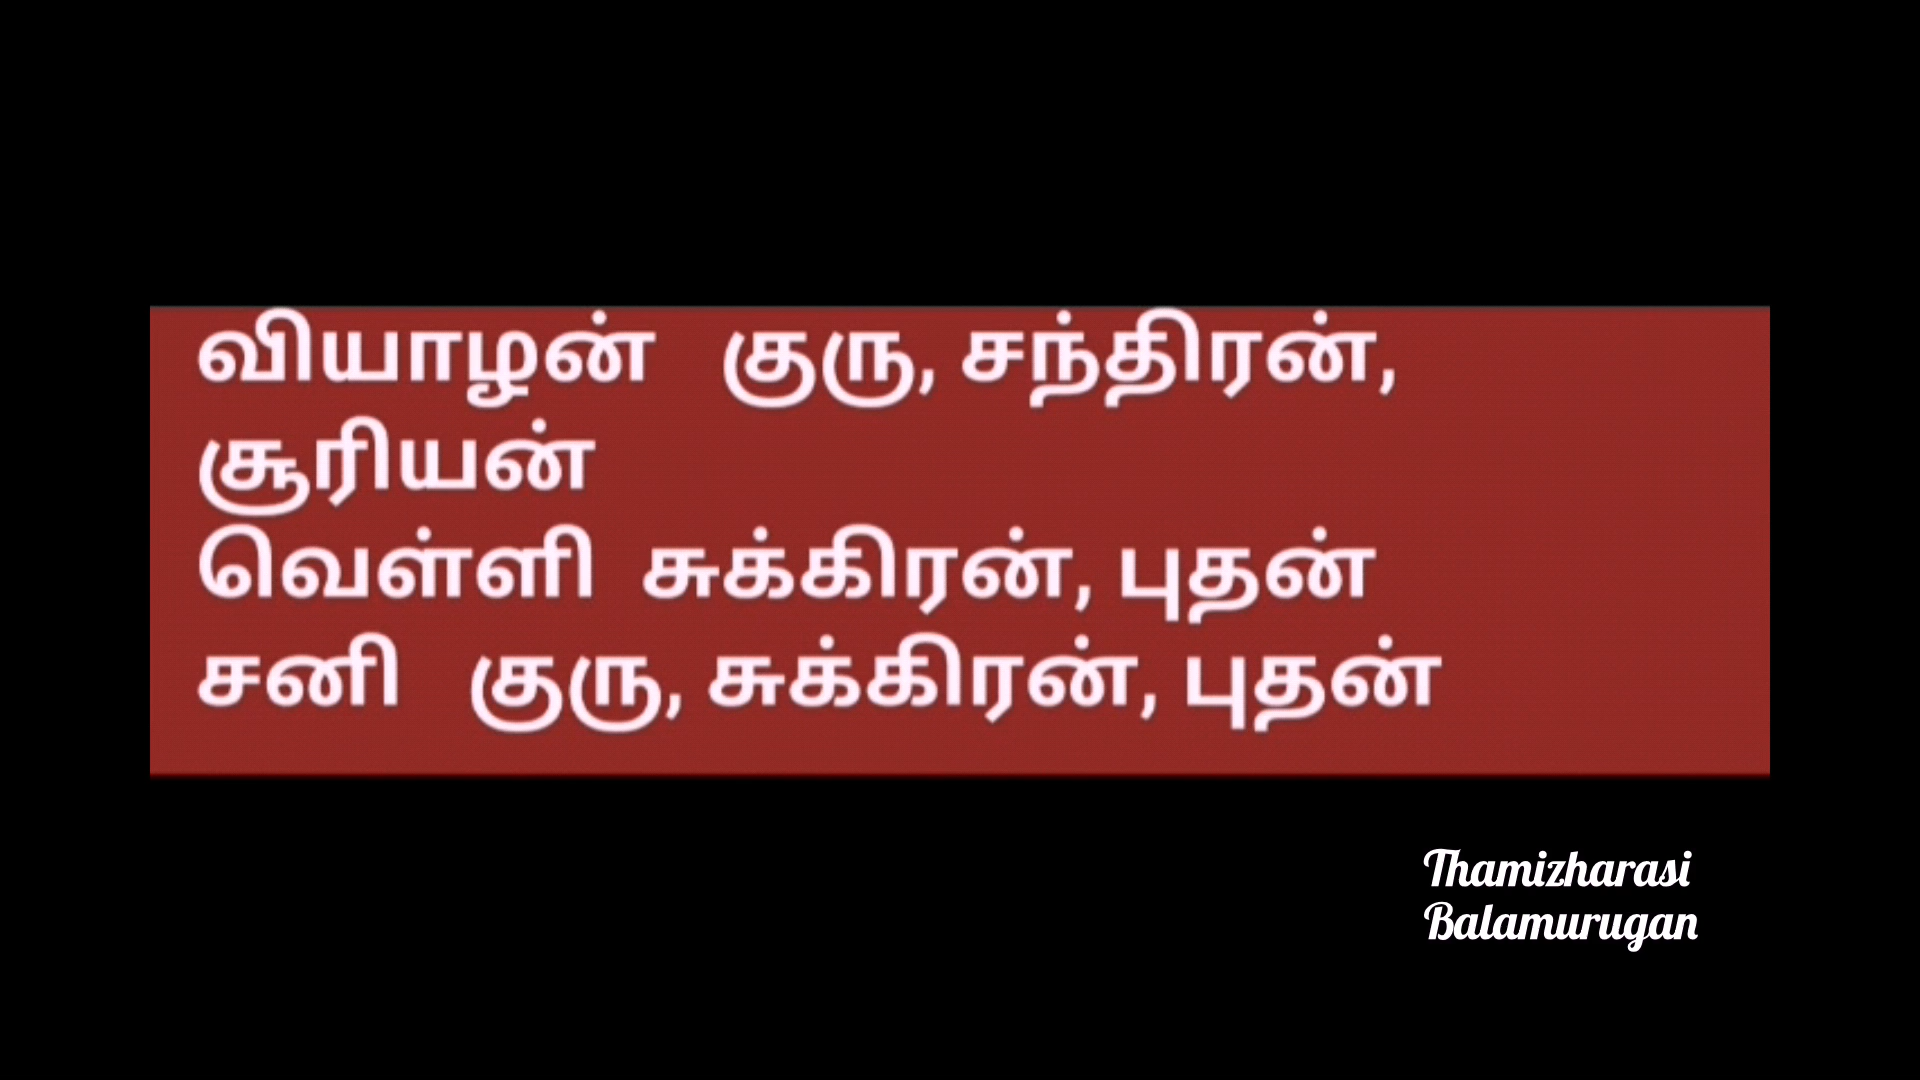 வியாழன்   குரு, சந்திரன்,
சூரியன்
வெள்ளி  சுக்கிரன், புதன்
சனி   குரு, சுக்கிரன், புதன்
Thamizharasi
Balamurugan